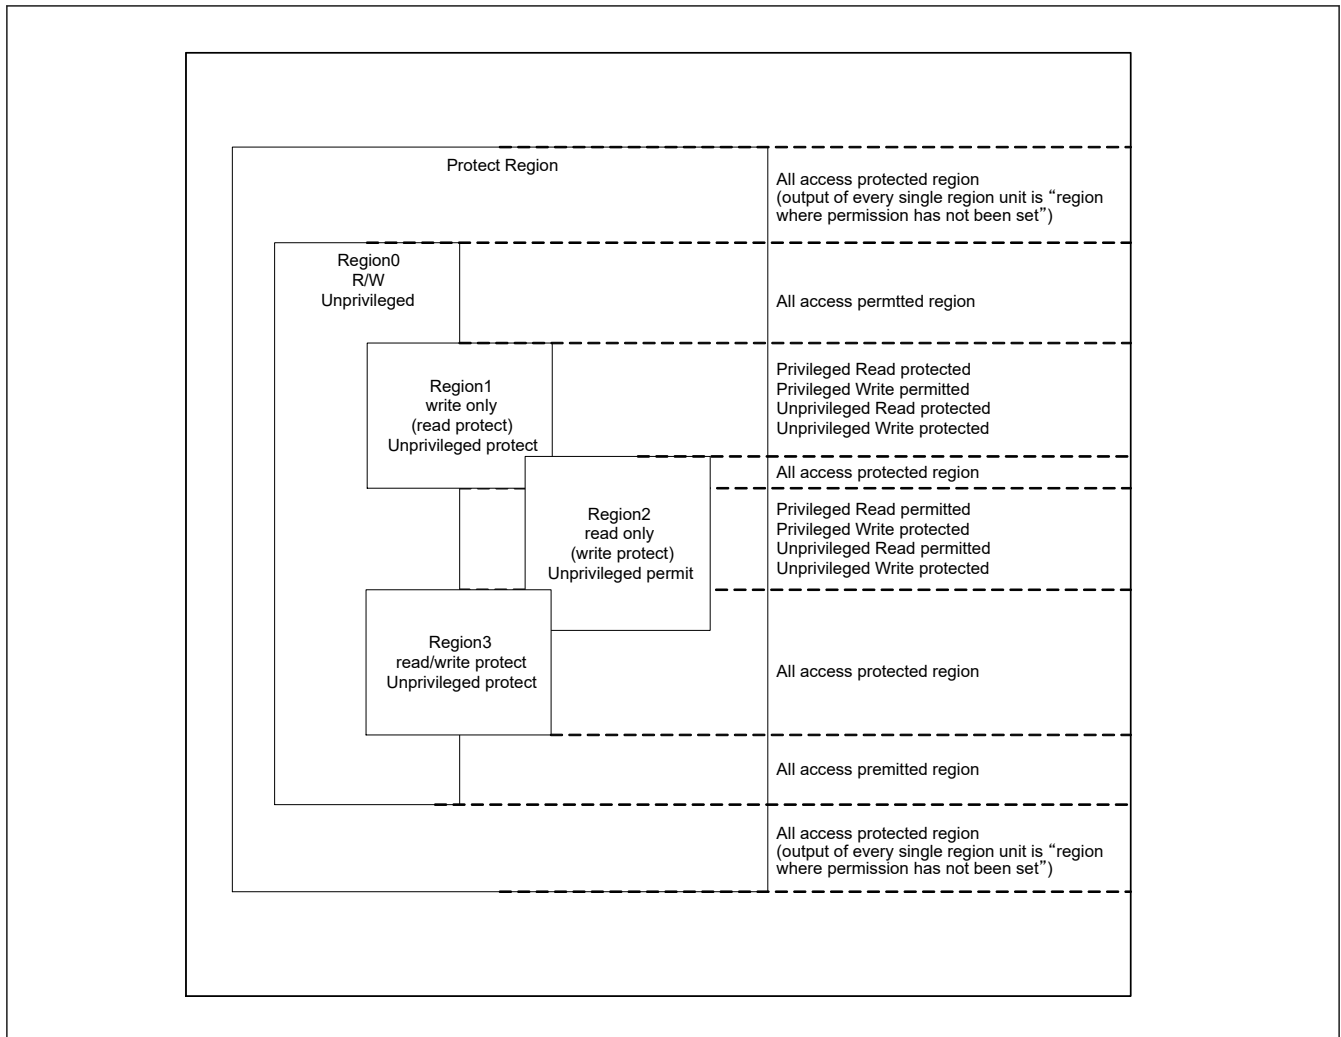 Protect Region
All access protected region
(output of every single region unit is “region
where permission has not been set”)
Region0
R/W
Unprivileged
All access permtted region
Region1
write only
(read protect)
Unprivileged protect
Privileged Read protected
Privileged Write permitted
Unprivileged Read protected
Unprivileged Write protected
All access protected region
Region2
read only
(write protect)
Unprivileged permit
Privileged Read permitted
Privileged Write protected
Unprivileged Read permitted
Unprivileged Write protected
Region3
read/write protect
Unprivileged protect
All access protected region
All access premitted region
All access protected region
(output of every single region unit is “region
where permission has not been set”)